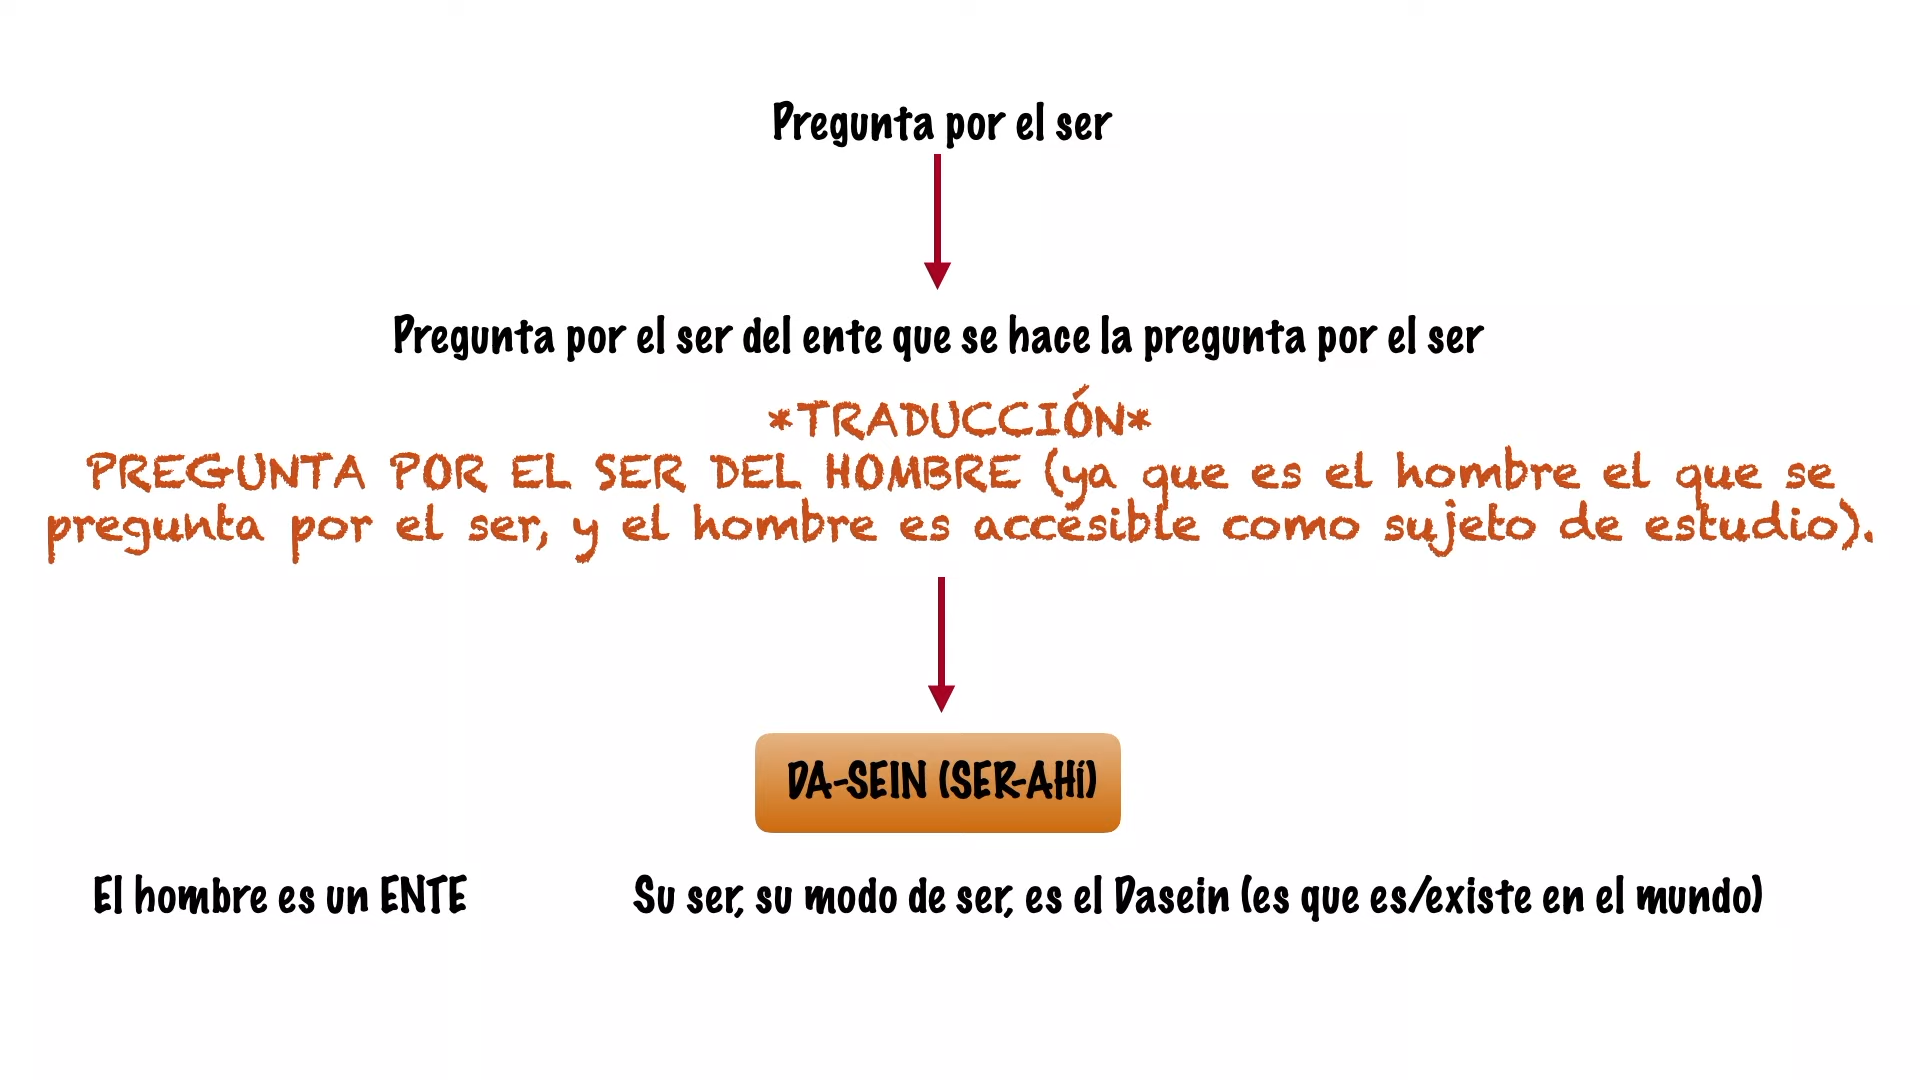 Pregunta por el ser
Pregunta por el ser del ente que se hace la pregunta por el ser
*TRADUCCIÓN*
PREGUNTA POR EL SER DEL HOMBRE (ya que es el hombre el que se
pregunta por el ser, y el hombre es accesible como sujeto de estudio).
DA-SEIN (SER-AHí)
El hombre es un ENTE
Su ser, su modo de ser, es el Dasein (es que es/existe en el mundo)